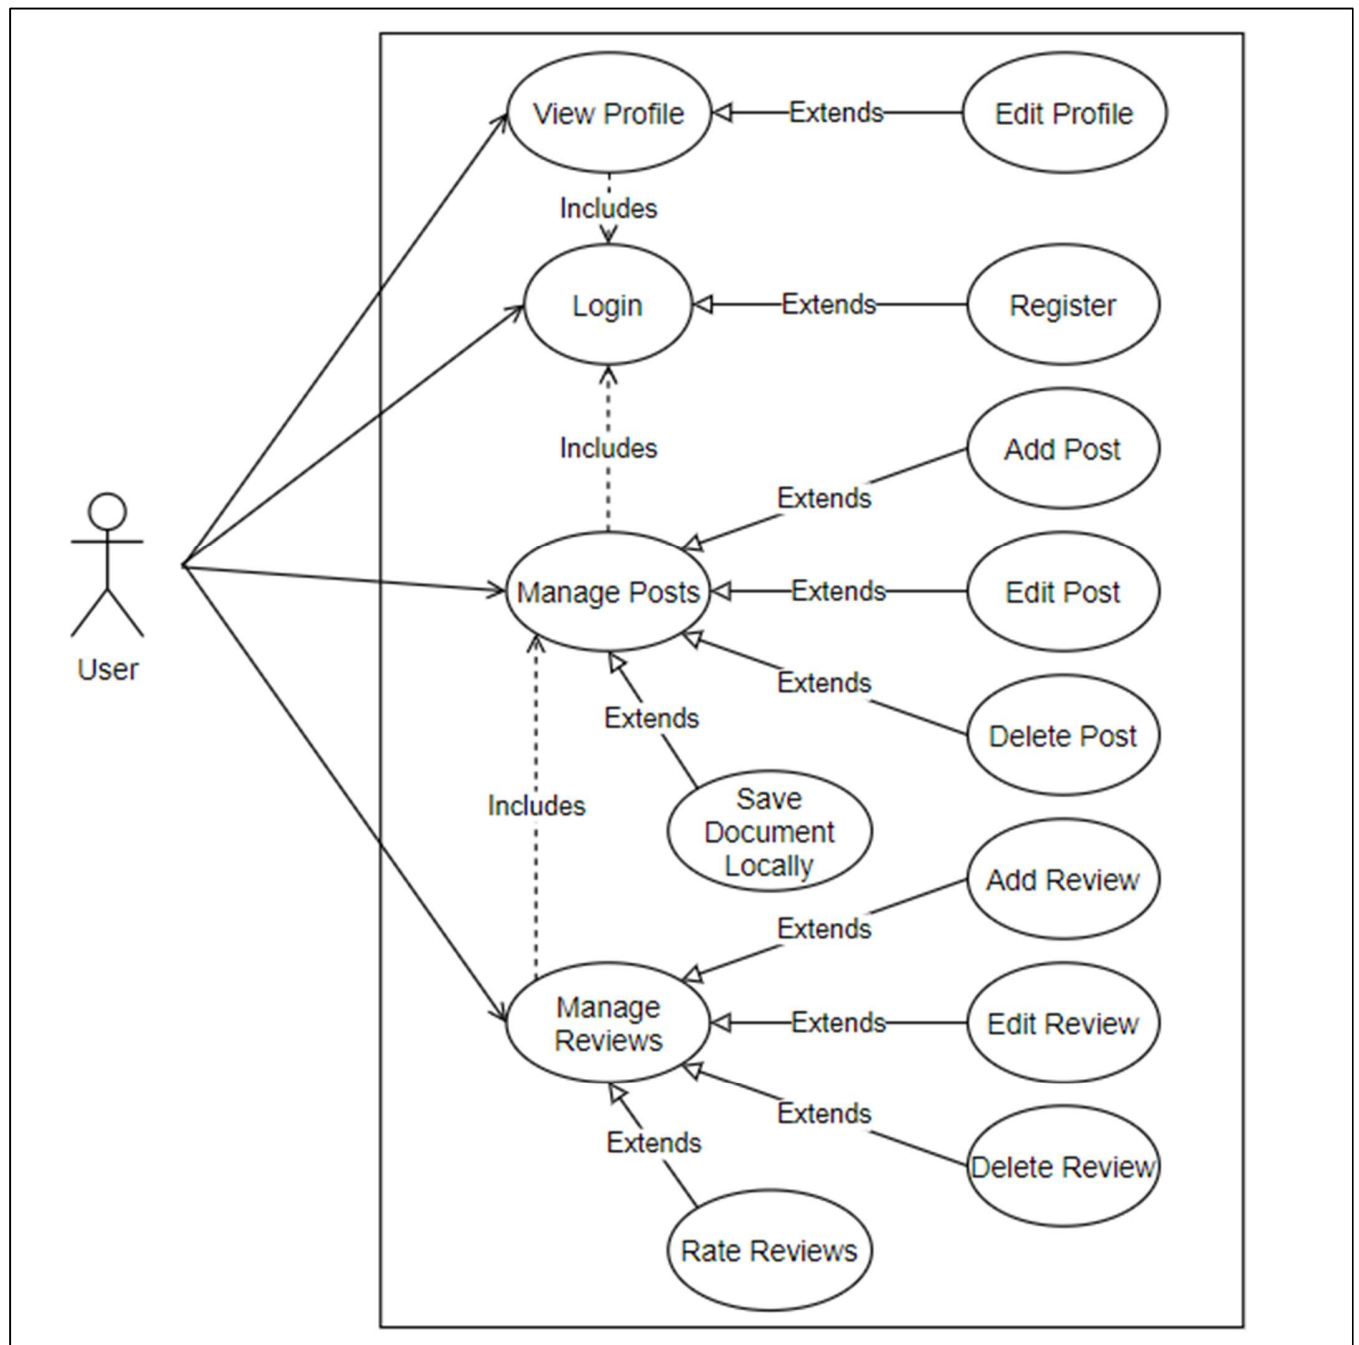 View Profile
Extends
Edit Profile
Includes
Login
Extends
Register
Includes
Add Post
Extends
Manage Posts
Extends
Edit Post
User
Extends
Delete Post
Extends
Save
Document
Locally
Includes
Add Review
Extends
Manage
Reviews
Extends
Edit Review
Extends
Delete Review
Extends
Rate Reviews